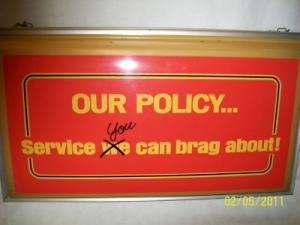 OUR POLICY...
You
Service We can brag about!
02/05/2011